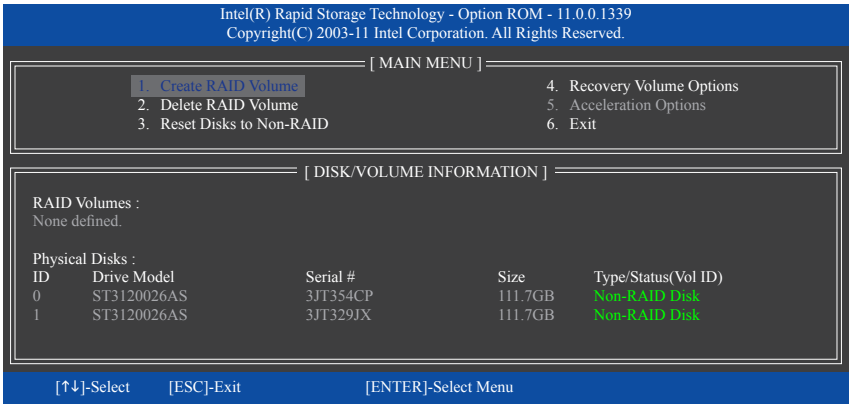 Intel(R) Rapid Storage Technology - Option ROM - 11.0.0.1339
Copyright(C) 2003-11 Intel Corporation. All Rights Reserved.
[ MAIN MENU ]
1. Create RAID Volume 4. Recovery Volume Options
2. Delete RAID Volume 5. Acceleration Options
3. Reset Disks to Non-RAID 6. Exit
[ DISK/VOLUME INFORMATION ]
RAID Volumes :
None defined.
Physical Disks :
ID Drive Model Serial # Size Type/Status(Vol ID)
0 ST3120026AS 3JT354CP 111.7GB Non-RAID Disk
1 ST3120026AS 3JT329JX 111.7GB Non-RAID Disk
[↑↓]-Select [ESC]-Exit [ENTER]-Select Menu